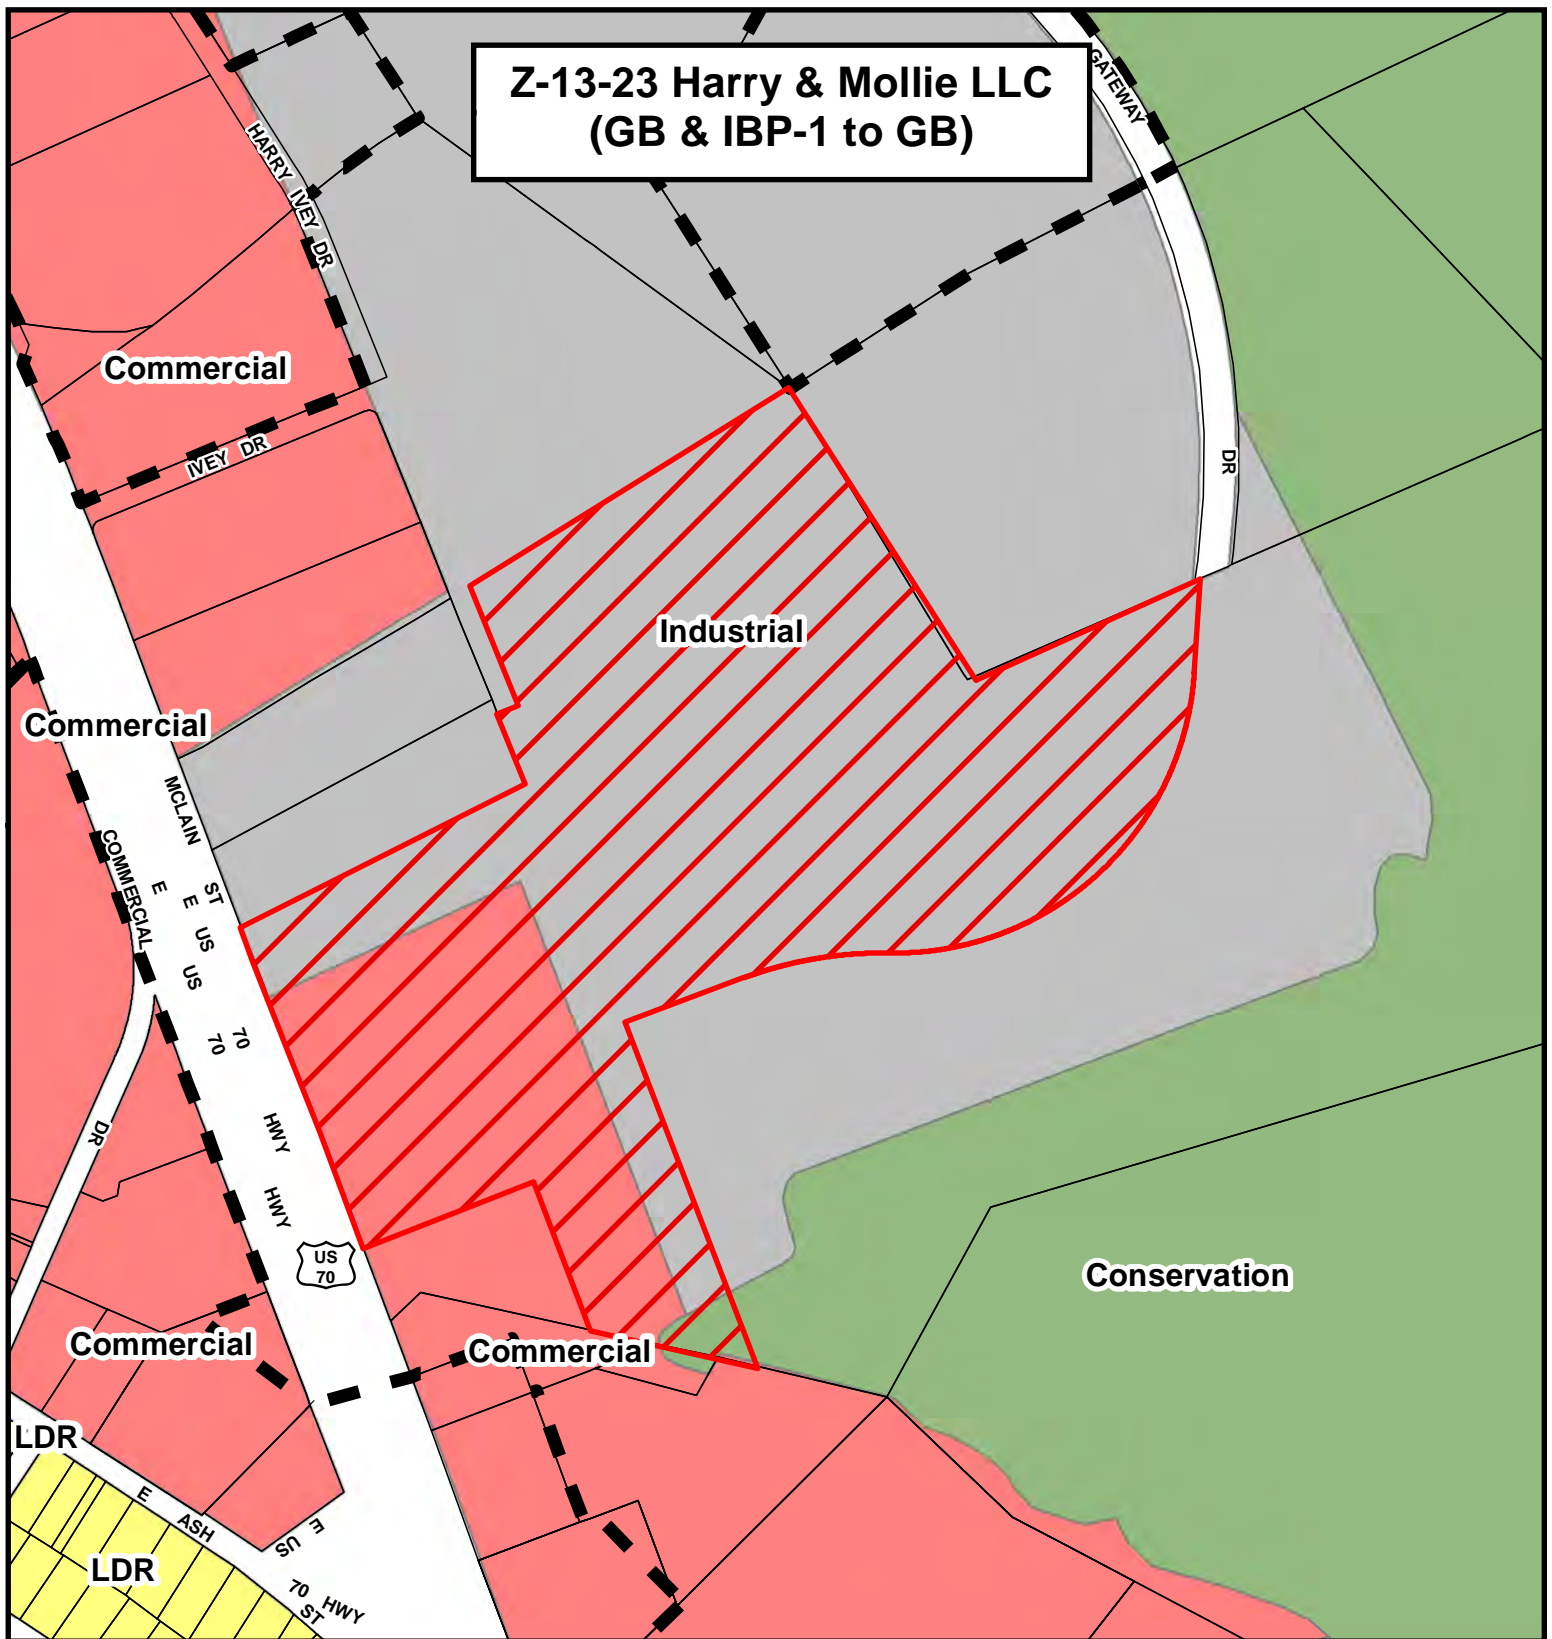 Z-13-23 Harry & Mollie LLC
(GB & IBP-1 to GB)
GATEWAY
DR
HARRY IVEY DR
Commercial
IVEY DR
Industrial
Commercial
MCLAIN ST
COMMERCIAL
DR
E US 70 HWY
E US 70 HWY
US
70
Conservation
Commercial
Commercial
LDR
E ASH ST
E US 70 HWY
LDR